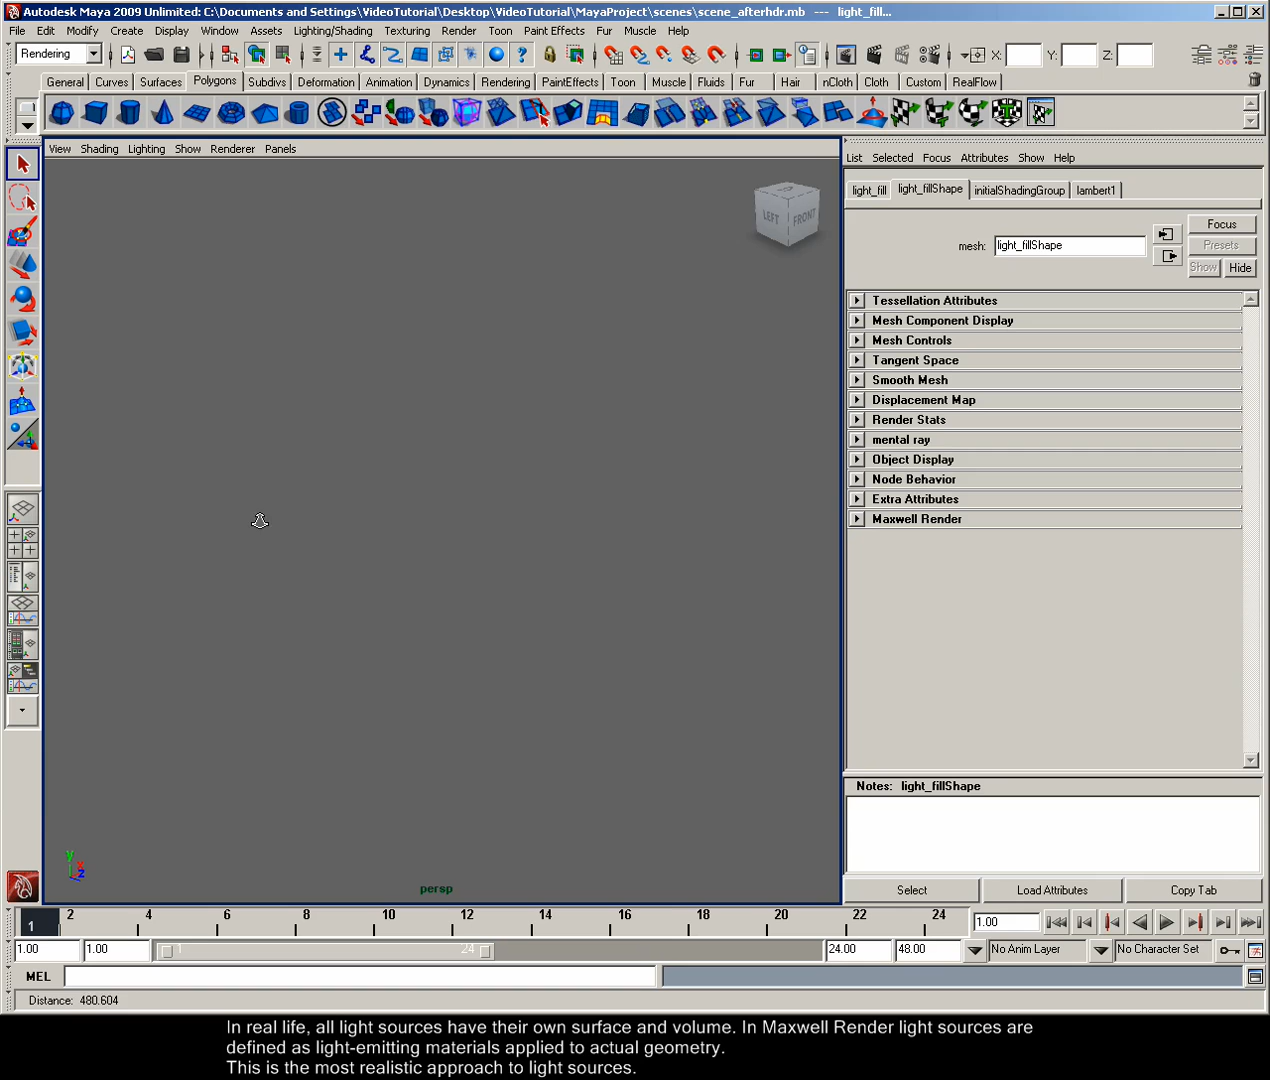 Autodesk Maya 2009 Unlimited: C:\Documents and Settings\VideoTutorial\Desktop\VideoTutorial\MayaProject\scenes\scene_afterhdr.mb --- light_fill...
File Edit Modify Create Display Window Assets Lighting/Shading Texturing Render Toon Paint Effects Fur Muscle Help
Rendering X: Y: Z:
General Curves Surfaces Polygons Subdivs Deformation Animation Dynamics Rendering PaintEffects Toon Muscle Fluids Fur Hair nCloth Cloth Custom RealFlow
View Shading Lighting Show Renderer Panels
List Selected Focus Attributes Show Help
light_fill light_fillShape initialShadingGroup lambert1
LEFT FRONT
mesh: light_fillShape
Focus
Presets
Show Hide
Tessellation Attributes
Mesh Component Display
Mesh Controls
Tangent Space
Smooth Mesh
Displacement Map
Render Stats
mental ray
Object Display
Node Behavior
Extra Attributes
Maxwell Render
Notes: light_fillShape
y
x
z
persp
Select Load Attributes Copy Tab
1 2 4 6 8 10 12 14 16 18 20 22 24 1.00
1.00 1.00 1 24 24.00 48.00 No Anim Layer No Character Set
MEL
Distance: 480.604
In real life, all light sources have their own surface and volume. In Maxwell Render light sources are
defined as light-emitting materials applied to actual geometry.
This is the most realistic approach to light sources.